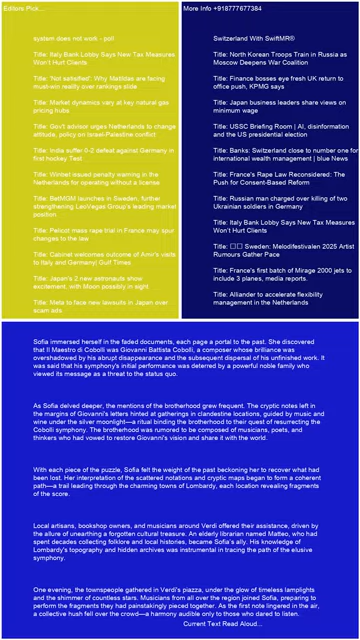 Editors Pick...
system does not work - poll
Title: Italy Bank Lobby Says New Tax Measures
Won't Hurt Clients
Title: 'Not satisfied': Why Matildas are facing
must-win reality over rankings slide
Title: Market dynamics vary at key natural gas
pricing hubs
Title: Gov't advisor urges Netherlands to change
attitude, policy on Israel-Palestine conflict
Title: India suffer 0-2 defeat against Germany in
first hockey Test
Title: Winbet issued penalty warning in the
Netherlands for operating without a license
Title: BetMGM launches in Sweden, further
strengthening LeoVegas Group's leading market
position
Title: Pelicot mass rape trial in France may spur
changes to the law
Title: Cabinet welcomes outcome of Amir's visits
to Italy and Germany| Gulf Times
Title: Japan's 2 new astronauts show
excitement, with Moon possibly in sight
Title: Meta to face new lawsuits in Japan over
scam ads
More Info +918777677384
Switzerland With SwiftMR®
Title: North Korean Troops Train in Russia as
Moscow Deepens War Coalition
Title: Finance bosses eye fresh UK return to
office push, KPMG says
Title: Japan business leaders share views on
minimum wage
Title: USSC Briefing Room | AI, disinformation
and the US presidential election
Title: Banks: Switzerland close to number one for
international wealth management | blue News
Title: France's Rape Law Reconsidered: The
Push for Consent-Based Reform
Title: Russian man charged over killing of two
Ukrainian soldiers in Germany
Title: Italy Bank Lobby Says New Tax Measures
Won't Hurt Clients
Title: □□ Sweden: Melodifestivalen 2025 Artist
Rumours Gather Pace
Title: France's first batch of Mirage 2000 jets to
include 3 planes, media reports.
Title: Alliander to accelerate flexibility
management in the Netherlands
Sofia immersed herself in the faded documents, each page a portal to the past. She discovered
that Il Maestro di Cobolli was Giovanni Battista Cobolli, a composer whose brilliance was
overshadowed by his abrupt disappearance and the subsequent dispersal of his unfinished work. It
was said that his symphony's initial performance was deterred by a powerful noble family who
viewed its message as a threat to the status quo.
As Sofia delved deeper, the mentions of the brotherhood grew frequent. The cryptic notes left in
the margins of Giovanni's letters hinted at gatherings in clandestine locations, guided by music and
wine under the silver moonlight—a ritual binding the brotherhood to their quest of resurrecting the
Cobolli symphony. The brotherhood was rumored to be composed of musicians, poets, and
thinkers who had vowed to restore Giovanni's vision and share it with the world.
With each piece of the puzzle, Sofia felt the weight of the past beckoning her to recover what had
been lost. Her interpretation of the scattered notations and cryptic maps began to form a coherent
path—a trail leading through the charming towns of Lombardy, each location revealing fragments
of the score.
Local artisans, bookshop owners, and musicians around Verdi offered their assistance, driven by
the allure of unearthing a forgotten cultural treasure. An elderly librarian named Matteo, who had
spent decades collecting folklore and local histories, became Sofia's ally. His knowledge of
Lombardy's topography and hidden archives was instrumental in tracing the path of the elusive
symphony.
One evening, the townspeople gathered in Verdi's piazza, under the glow of timeless lamplights
and the shimmer of countless stars. Musicians from all over the region joined Sofia, preparing to
perform the fragments they had painstakingly pieced together. As the first note lingered in the air,
a collective hush fell over the crowd—a harmony audible only to those who dared to listen.
Current Text Read Aloud...